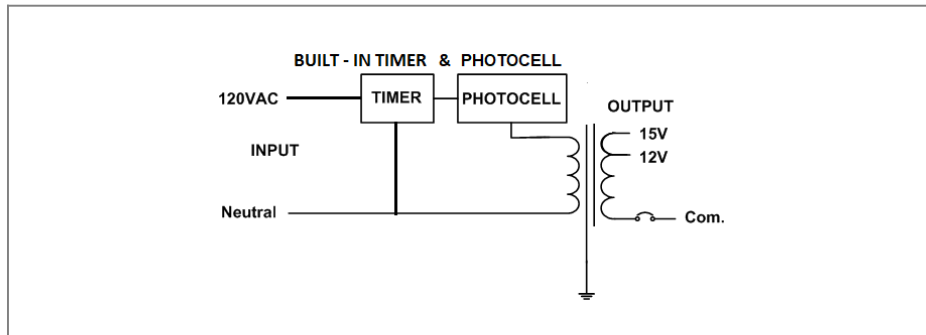 BUILT - IN TIMER & PHOTOCELL
120VAC
TIMER
PHOTOCELL
OUTPUT
15V
INPUT
12V
Neutral
Com.